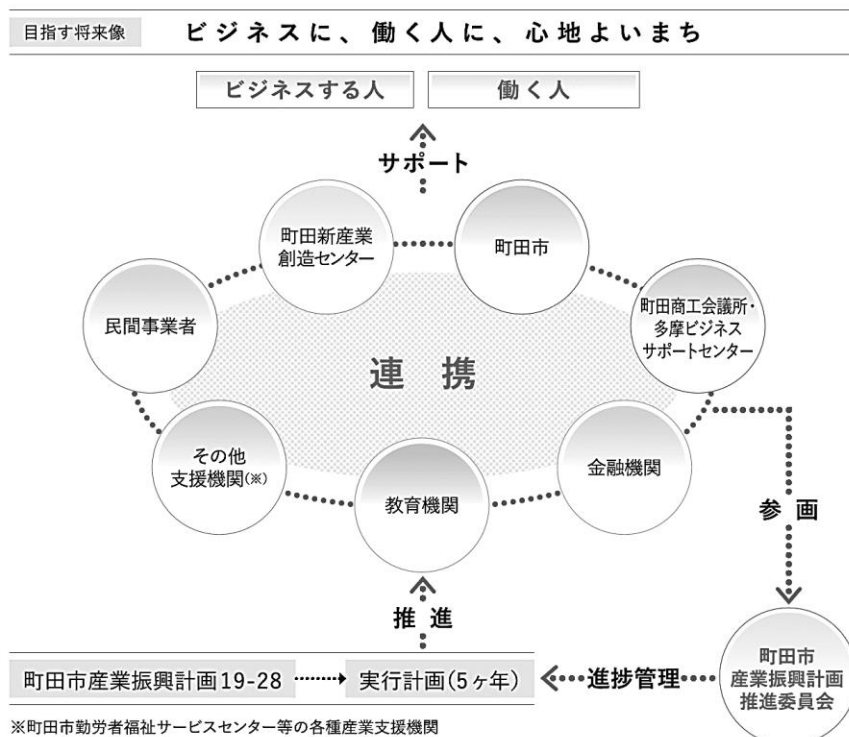 目指す将来像
ビジネスに、働く人に、心地よいまち
ビジネスする人
働く人
サポート
町田新産業
創造センター
町田市
民間事業者
町田商工会議所・
多摩ビジネス
サポートセンター
連携
その他
支援機関(※)
教育機関
金融機関
参画
推進
町田市産業振興計画19-28
実行計画(5ヶ年)
進捗管理
町田市
産業振興計画
推進委員会
※町田市勤労者福祉サービスセンター等の各種産業支援機関